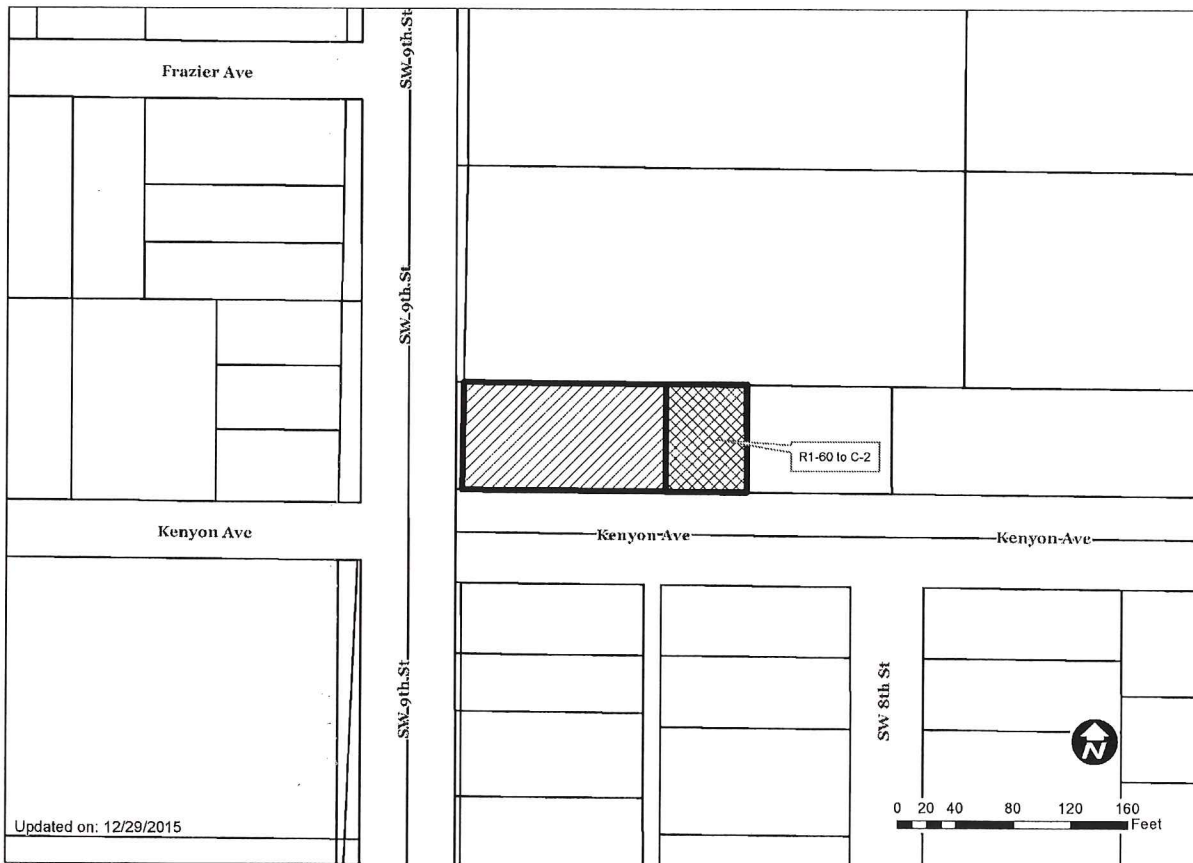 SW 9th St
Frazier Ave
SW 9th St
R1-60 to C-2
Kenyon Ave
Kenyon Ave
Kenyon Ave
SW 9th St
SW 8th St
N
0 20 40 80 120 160
Feet
Updated on: 12/29/2015